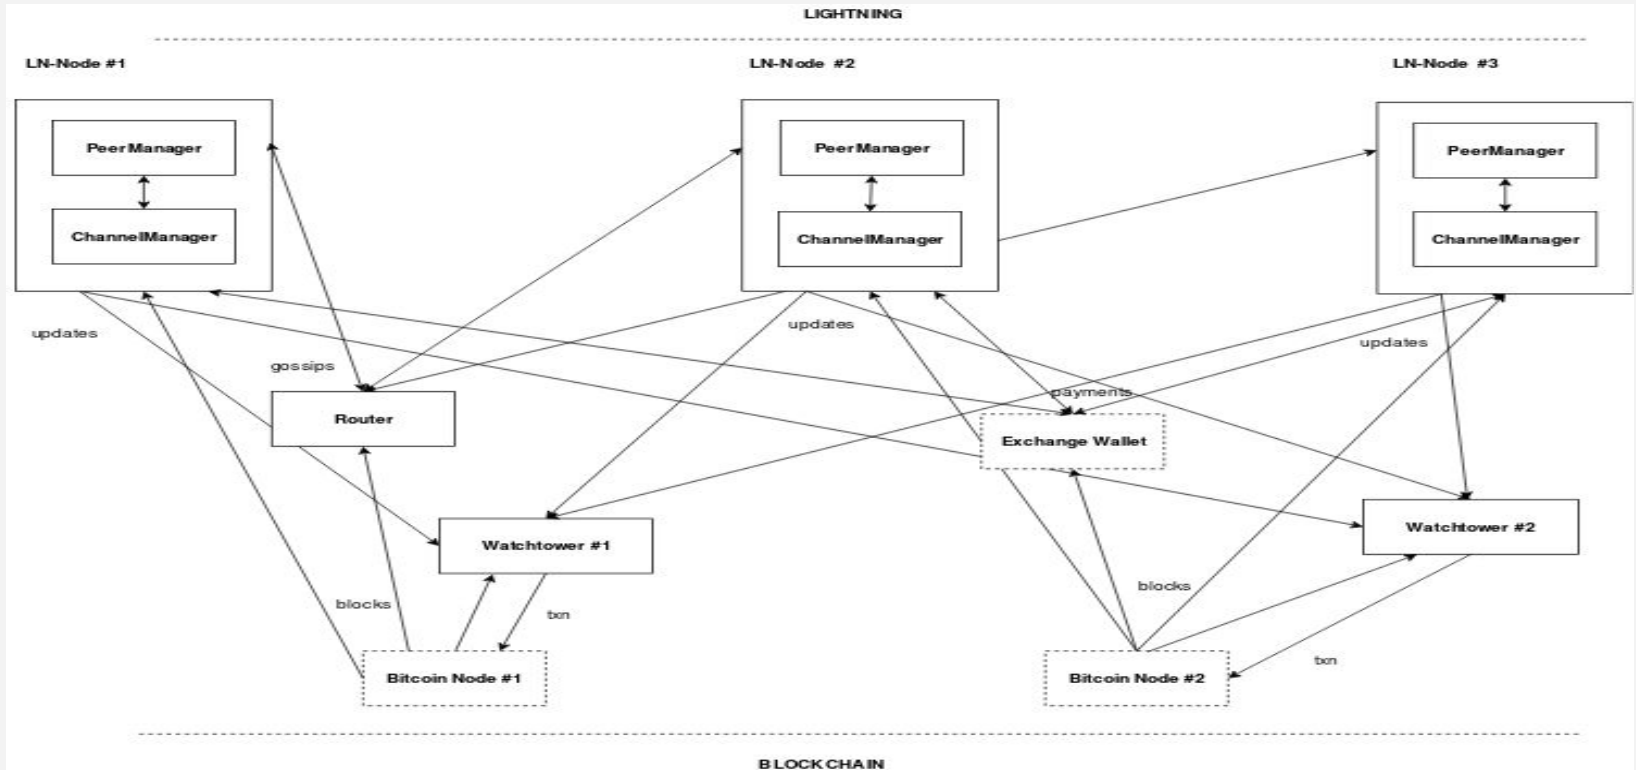 LIGHTNING
LN-Node #1
LN-Node #2
LN-Node #3
PeerManager
PeerManager
PeerManager
ChannelManager
ChannelManager
ChannelManager
updates
updates
updates
gossips
payments
Router
Exchange Wallet
Watchtower #1
Watchtower #2
blocks
txn
blocks
txn
Bitcoin Node #1
Bitcoin Node #2
BLOCKCHAIN